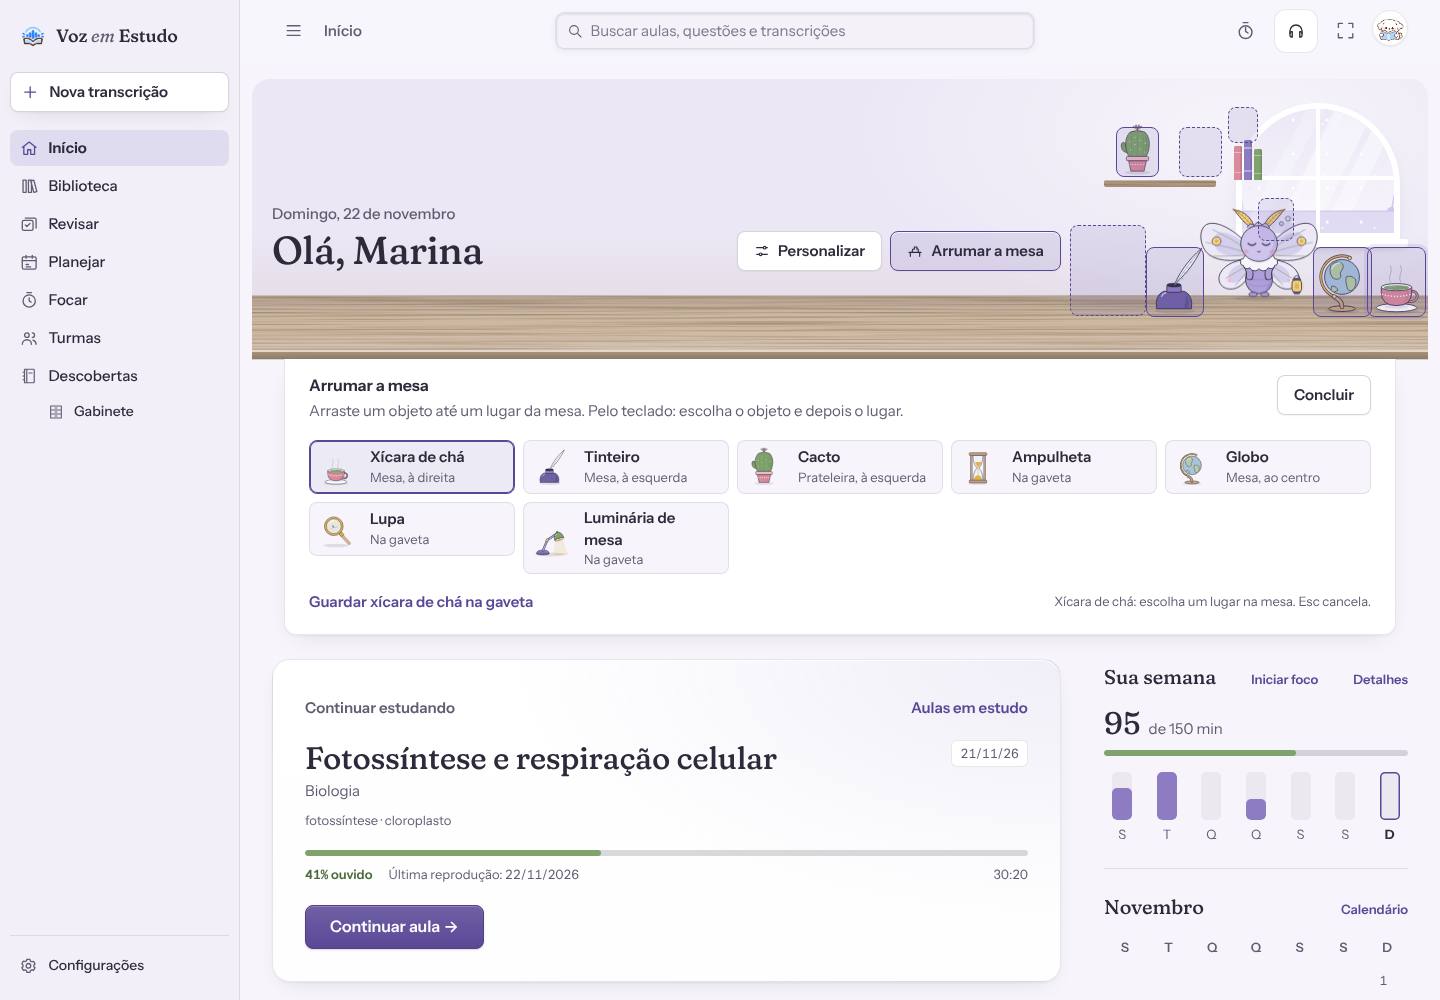 Voz em Estudo
Nova transcrição
Início
Biblioteca
Revisar
Planejar
Focar
Turmas
Descobertas
Gabinete
Configurações
Início
Buscar aulas, questões e transcrições
Domingo, 22 de novembro
Olá, Marina
Personalizar
Arrumar a mesa
Arrumar a mesa
Arraste um objeto até um lugar da mesa. Pelo teclado: escolha o objeto e depois o lugar.
Concluir
Xícara de chá
Mesa, à direita
Tinteiro
Mesa, à esquerda
Cacto
Prateleira, à esquerda
Ampulheta
Na gaveta
Globo
Mesa, ao centro
Lupa
Na gaveta
Luminária de
mesa
Na gaveta
Guardar xícara de chá na gaveta
Xícara de chá: escolha um lugar na mesa. Esc cancela.
Continuar estudando
Aulas em estudo
Fotossíntese e respiração celular
21/11/26
Biologia
fotossíntese · cloroplasto
41% ouvido Última reprodução: 22/11/2026 30:20
Continuar aula →
Sua semana
Iniciar foco
Detalhes
95 de 150 min
S T Q Q S S D
Novembro
Calendário
S T Q Q S S D
1